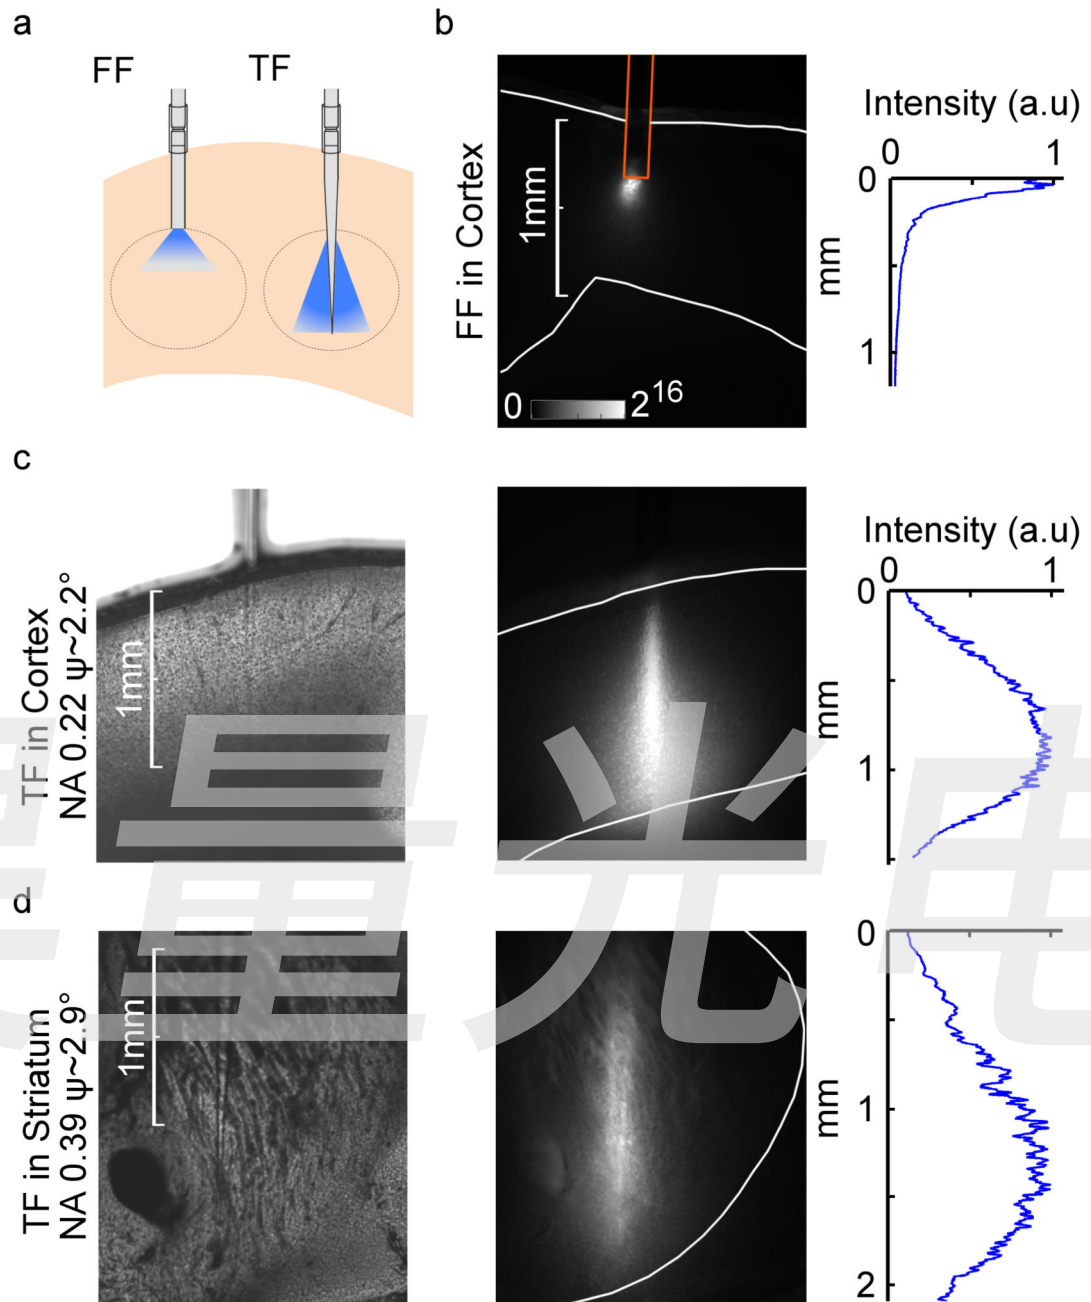 a
FF
TF
b
FF in Cortex
1mm
0
2^16
Intensity (a.u)
0
1
0
1
mm
c
TF in Cortex
NA 0.22 ψ~2.2°
1mm
Intensity (a.u)
0
1
0
1
mm
d
TF in Striatum
NA 0.39 ψ~2.9°
1mm
0
1
2
mm
光电